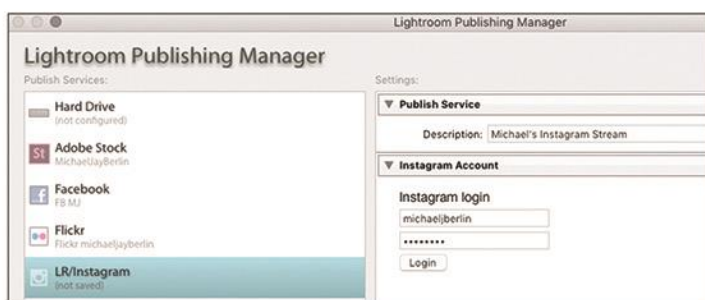 Lightroom Publishing Manager
Lightroom Publishing Manager
Publish Services:
Hard Drive
(not configured)
St
Adobe Stock
MichaelJayBerlin
Facebook
FB MJ
Flickr
Flickr michaeljayberlin
LR/Instagram
(not saved)
Settings:
Publish Service
Description: Michael's Instagram Stream
Instagram Account
Instagram login
michaeljberlin
••••••••
Login